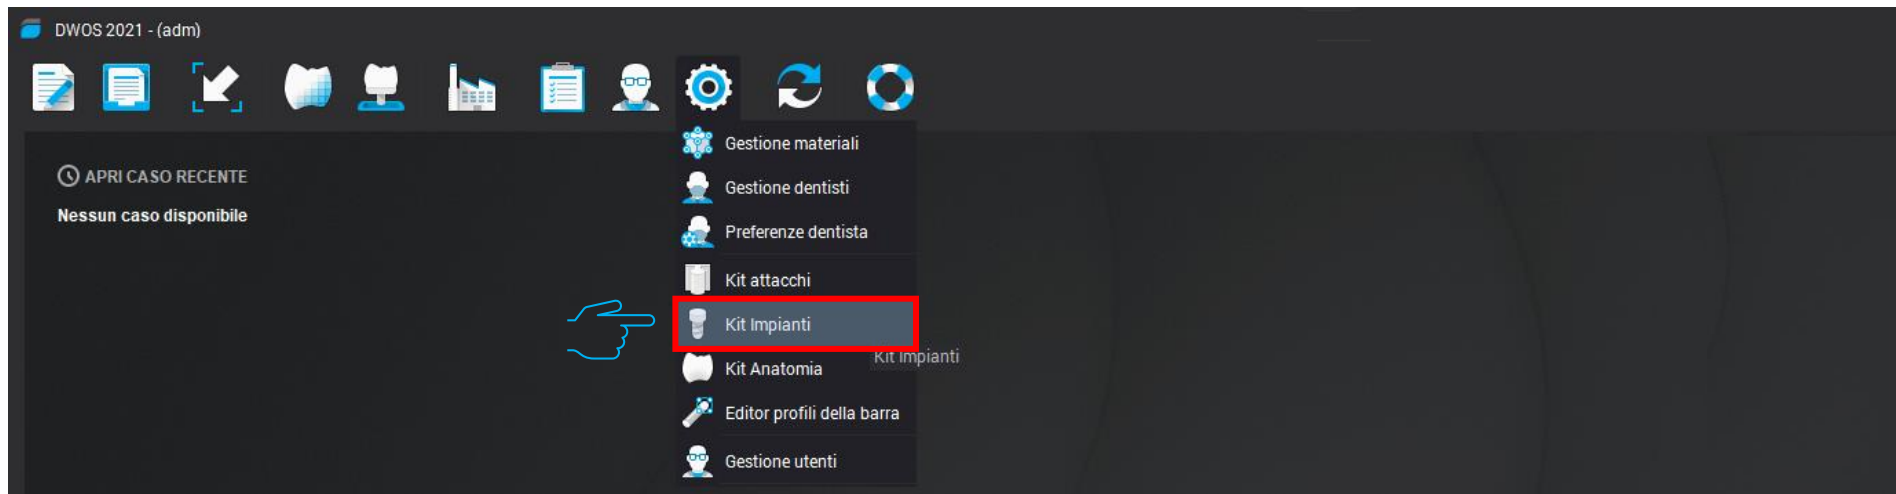 DWOS 2021 - (adm)
APRI CASO RECENTE
Nessun caso disponibile
Gestione materiali
Gestione dentisti
Preferenze dentista
Kit attacchi
Kit Impianti
Kit Impianti
Kit Anatomia
Editor profili della barra
Gestione utenti